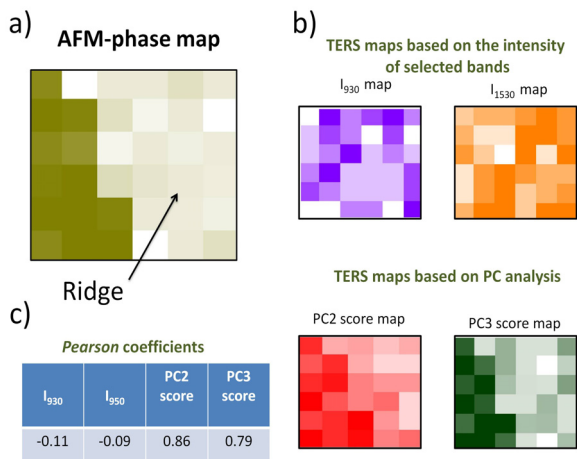 a)
AFM-phase map
Ridge
b)
TERS maps based on the intensity
of selected bands
I930 map
I1530 map
TERS maps based on PC analysis
PC2 score map
PC3 score map
c)
Pearson coefficients
I930 I950 PC2 score PC3 score
-0.11 -0.09 0.86 0.79